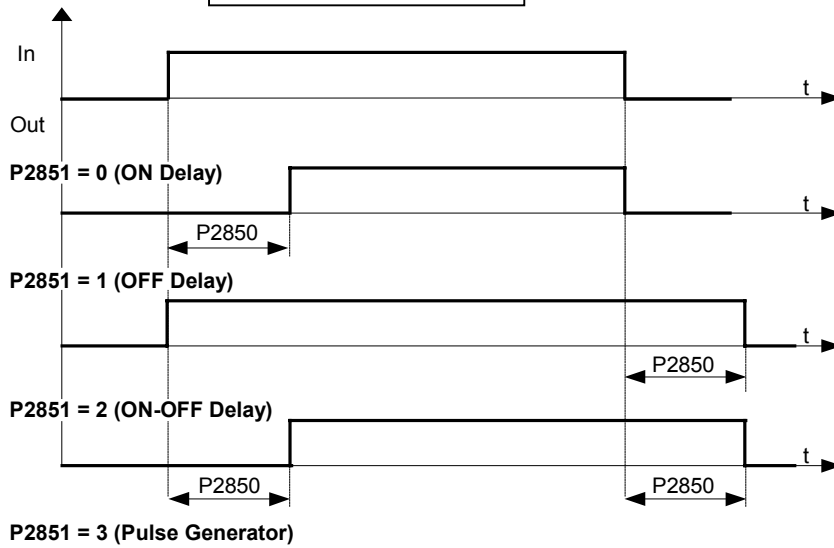 In
t
Out
P2851 = 0 (ON Delay)
t
P2850
P2851 = 1 (OFF Delay)
t
P2850
P2851 = 2 (ON-OFF Delay)
t
P2850 P2850
P2851 = 3 (Pulse Generator)